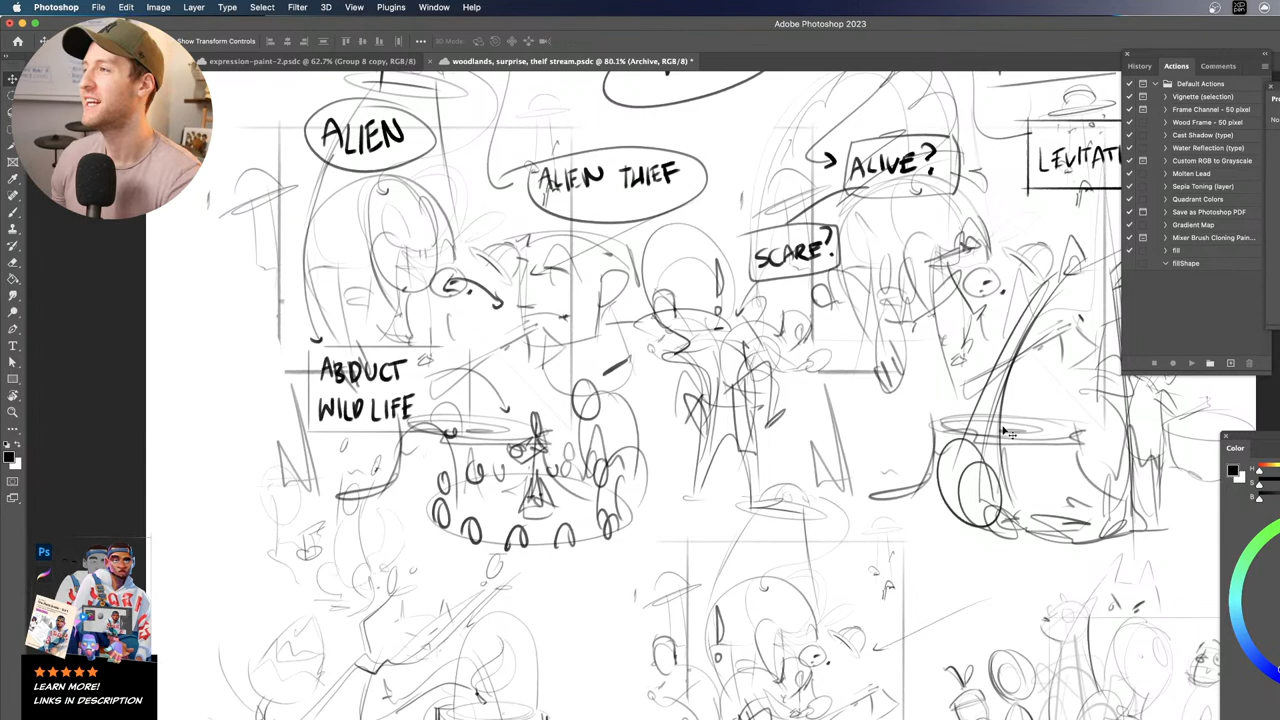 Photoshop File Edit Image Layer Type Select Filter 3D View Plugins Window Help
Adobe Photoshop 2023
Show Transform Controls 3D Mode:
expression-paint-2.psdc @ 62.7% (Group 8 copy, RGB/8)
woodlands, surprise, theif stream.psdc @ 80.1% (Archive, RGB/8) *
History Actions Comments
Default Actions
Vignette (selection)
Frame Channel - 50 pixel
Wood Frame - 50 pixel
Cast Shadow (type)
Water Reflection (type)
Custom RGB to Grayscale
Molten Lead
Sepia Toning (layer)
Quadrant Colors
Save as Photoshop PDF
Gradient Map
Mixer Brush Cloning Pain...
fill
fillShape
Color
H
S
B
ALIEN
ALIEN THIEF
ALIVE?
LEVITATI
SCARE?
ABDUCT
WILD LIFE
Ps
LEARN MORE!
LINKS IN DESCRIPTION